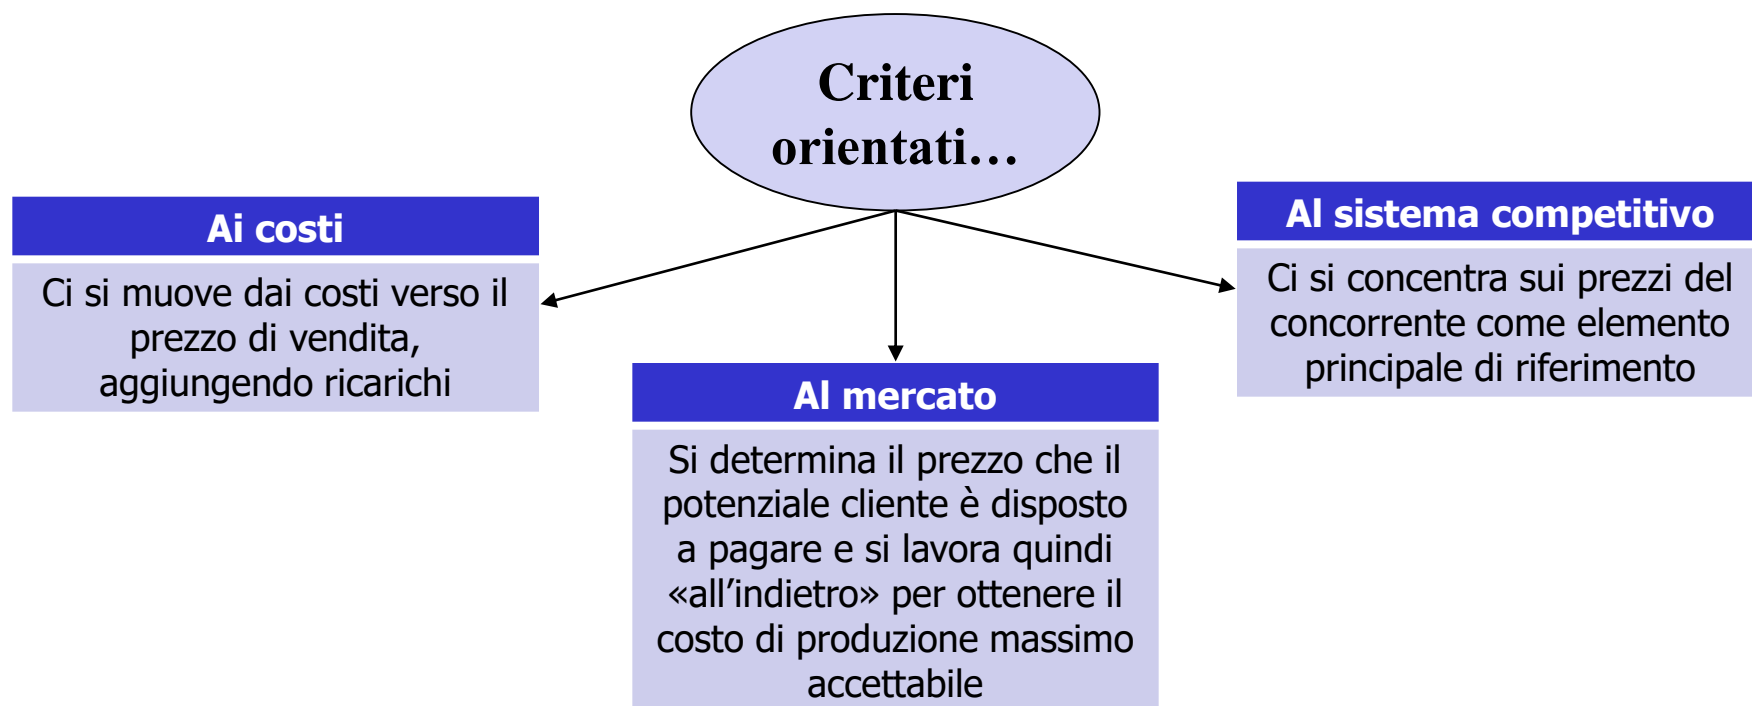 Criteri
orientati…
Ai costi
Ci si muove dai costi verso il
prezzo di vendita,
aggiungendo ricarichi
Al mercato
Si determina il prezzo che il
potenziale cliente è disposto
a pagare e si lavora quindi
«all’indietro» per ottenere il
costo di produzione massimo
accettabile
Al sistema competitivo
Ci si concentra sui prezzi del
concorrente come elemento
principale di riferimento